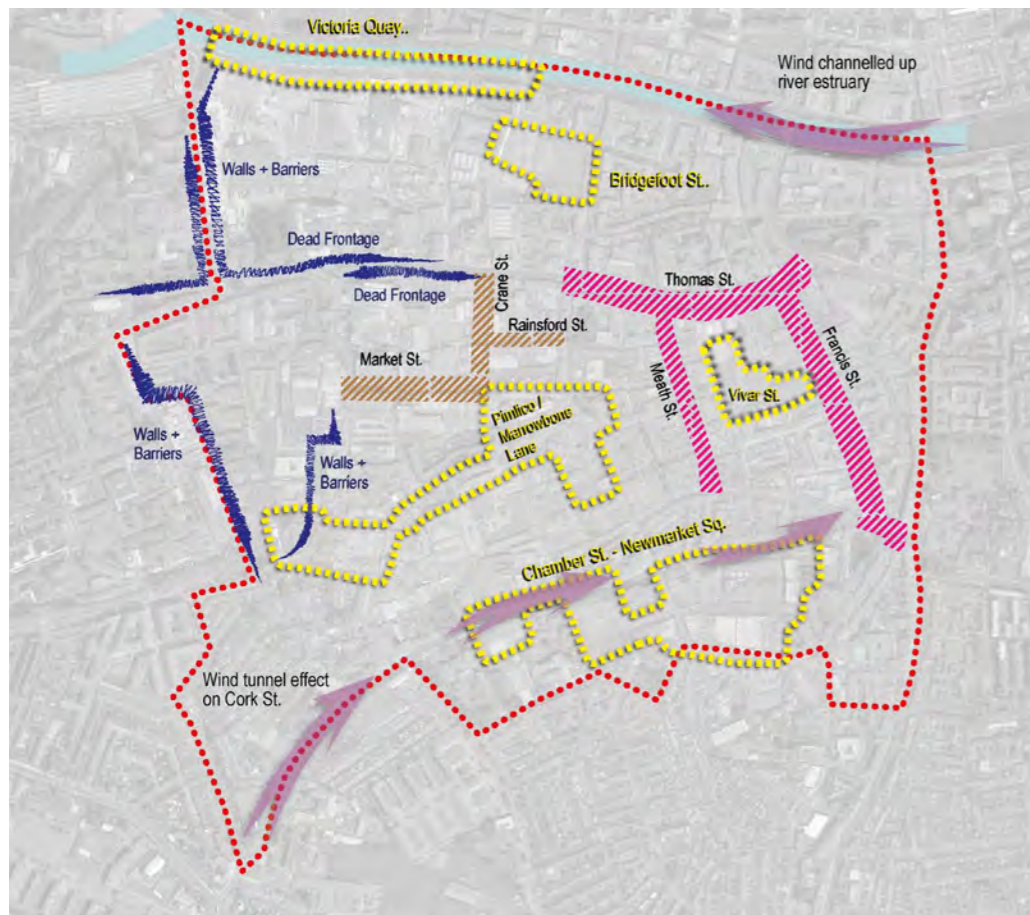 Victoria Quay..
Wind channelled up
river estruary
Walls + Barriers
Bridgefoot St..
Dead Frontage
Dead Frontage
Crane St.
Thomas St.
Rainsford St.
Market St.
Meath St.
Francis St.
Vivar St.
Pimlico /
Marrowbone
Lane
Walls +
Barriers
Walls +
Barriers
Chamber St. - Newmarket Sq.
Wind tunnel effect
on Cork St.